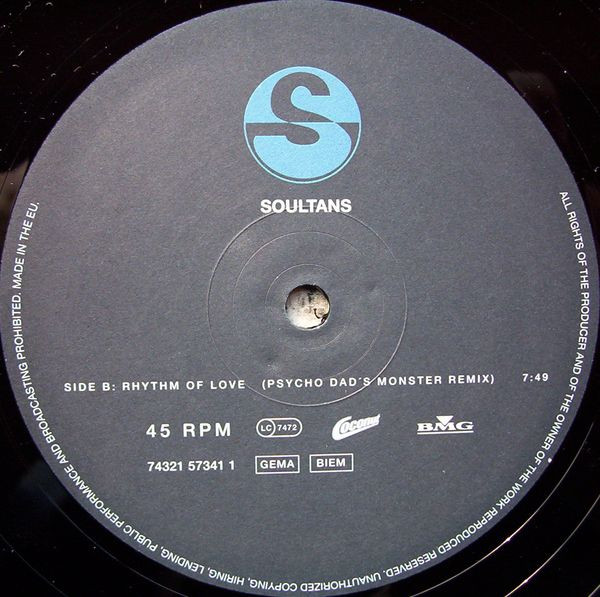 S
SOULTANS
SIDE B: RHYTHM OF LOVE (PSYCHO DAD´S MONSTER REMIX) 7:49
45 RPM LC 7472 Coconut BMG
74321 57341 1 GEMA BIEM
ALL RIGHTS OF THE PRODUCER AND OF THE OWNER OF THE WORK REPRODUCED RESERVED. UNAUTHORIZED COPYING, HIRING, LENDING, PUBLIC PERFORMANCE AND BROADCASTING PROHIBITED. MADE IN THE EU.